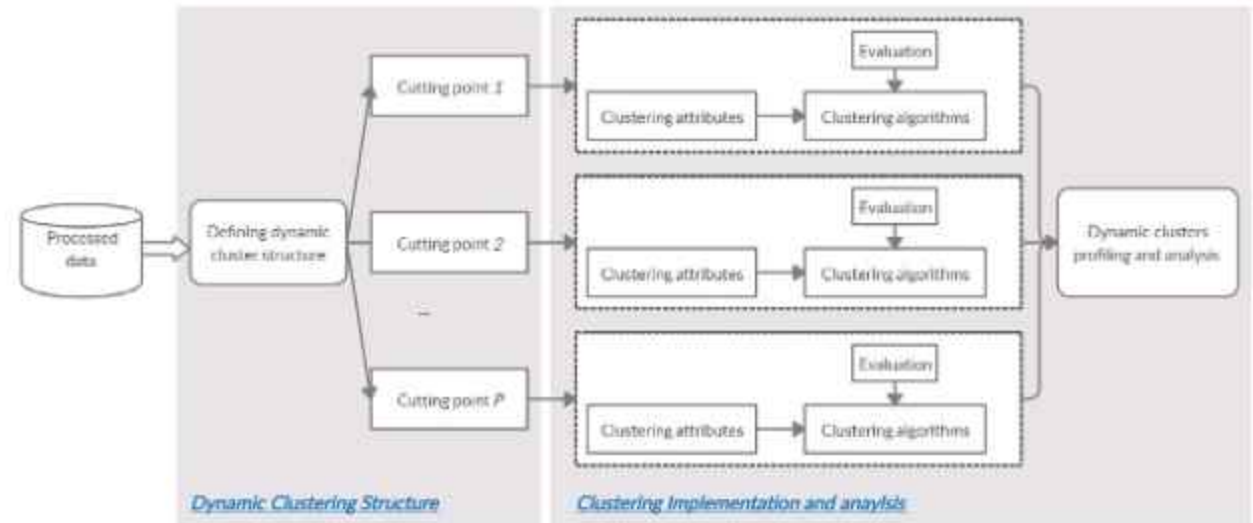 Processed
data
Defining dynamic
cluster structure
Cutting point 1
Cutting point 2
...
Cutting point P
Evaluation
Clustering attributes
Clustering algorithms
Evaluation
Clustering attributes
Clustering algorithms
Evaluation
Clustering attributes
Clustering algorithms
Dynamic clusters
profiling and analysis
Dynamic Clustering Structure
Clustering Implementation and anaylsis